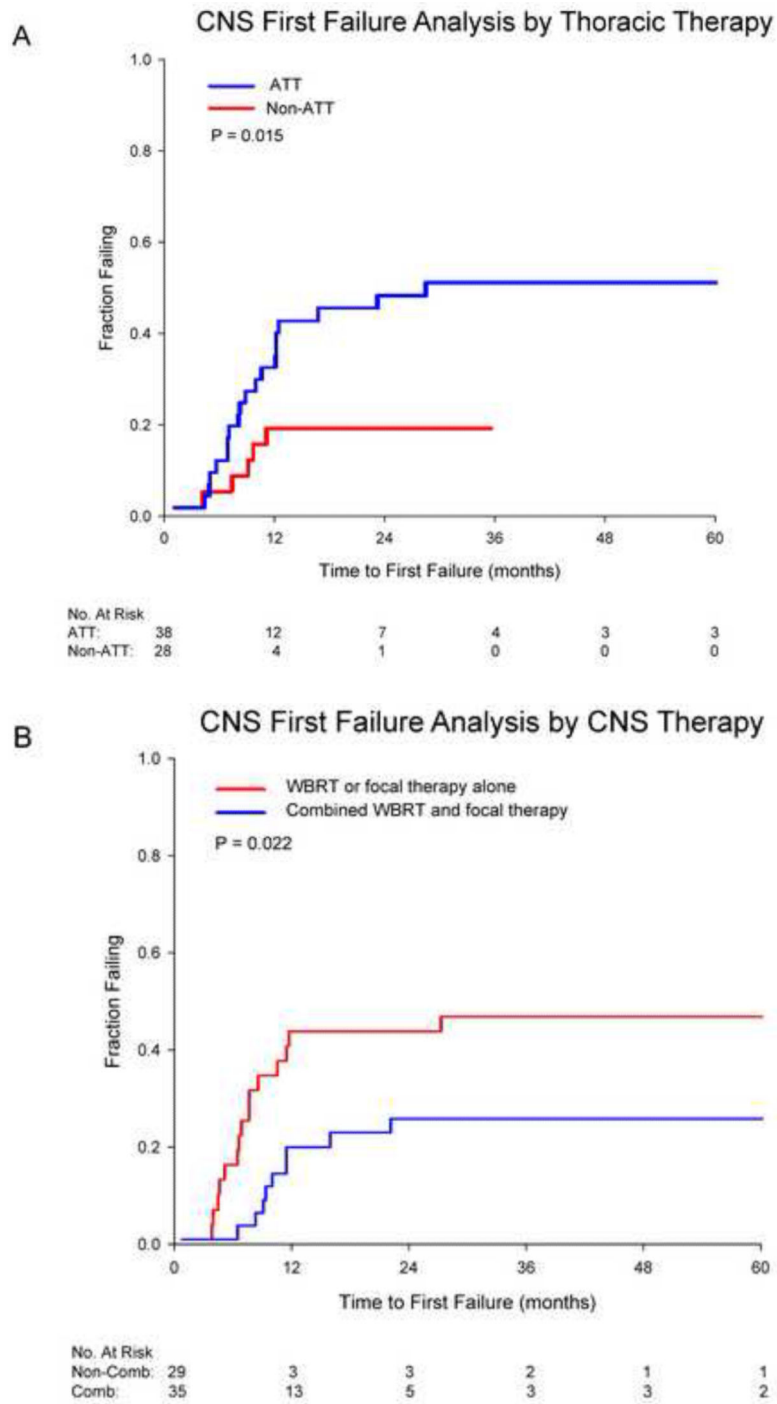 A
CNS First Failure Analysis by Thoracic Therapy
1.0
ATT
Non-ATT
P = 0.015
0.8
0.6
0.4
0.2
0.0
Fraction Failing
0 12 24 36 48 60
Time to First Failure (months)
No. At Risk
ATT: 38 12 7 4 3 3
Non-ATT: 28 4 1 0 0 0
B
CNS First Failure Analysis by CNS Therapy
1.0
WBRT or focal therapy alone
Combined WBRT and focal therapy
P = 0.022
0.8
0.6
0.4
0.2
0.0
Fraction Failing
0 12 24 36 48 60
Time to First Failure (months)
No. At Risk
Non-Comb: 29 3 3 2 1 1
Comb: 35 13 5 3 3 2